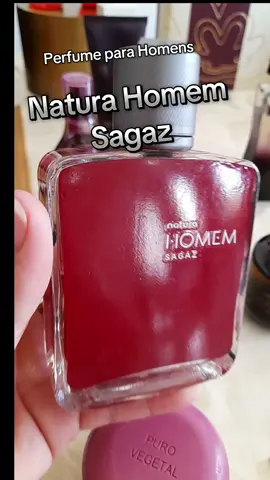 Perfume para Homens
Natura Homem
Sagaz
natura
HOMEM
SAGAZ
PURO
VEGETAL